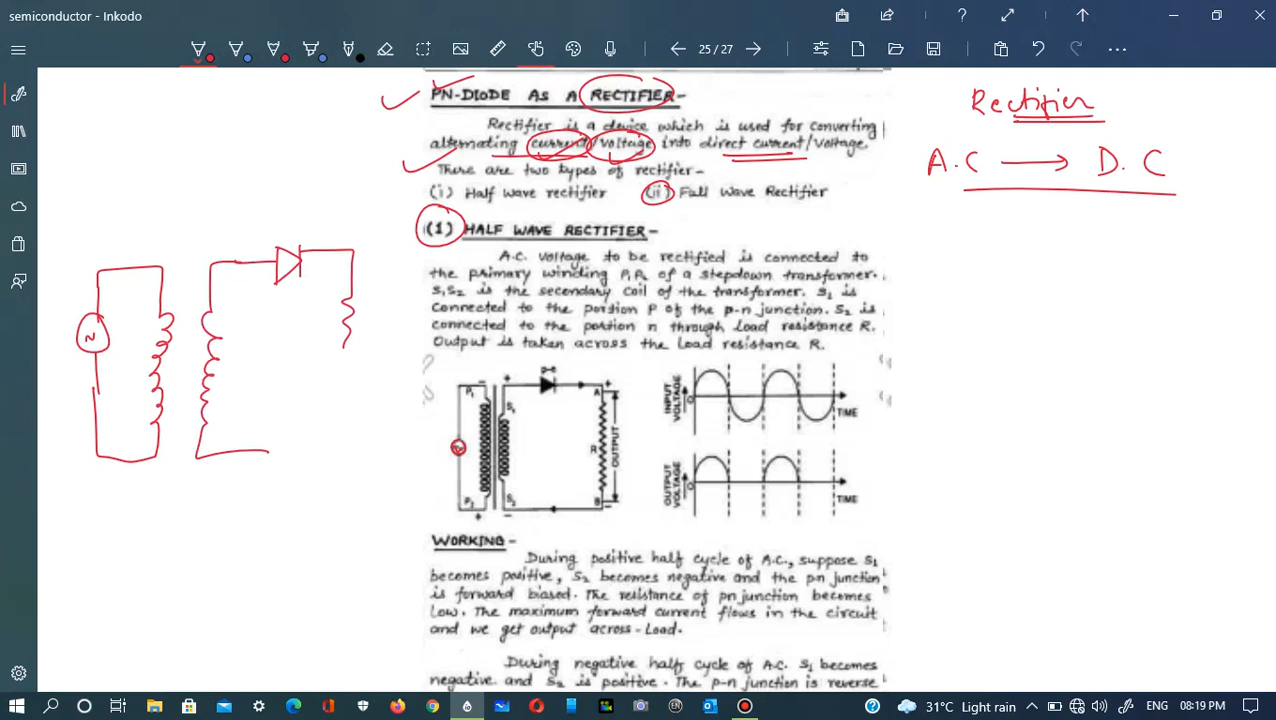 semiconductor - Inkodo
25/27
PN-DIODE AS A RECTIFIER-
Rectifier is a device which is used for converting
alternating current/voltage into direct current/voltage.
There are two types of rectifier-
(i) Half wave rectifier (ii) Full Wave Rectifier
(1) HALF WAVE RECTIFIER-
A.C. voltage to be rectified is connected to
the primary winding P₁P₂ of a stepdown transformer.
S₁S₂ is the secondary coil of the transformer. S₁ is
connected to the portion P of the p-n junction. S₂ is
connected to the portion n through load resistance R.
Output is taken across the load resistance R.
P₁ - + S₁ A + R OUTPUT B - P₂ + S₂ -
INPUT VOLTAGE O TIME
OUTPUT VOLTAGE O TIME
WORKING-
During positive half cycle of A.C., suppose S₁
becomes positive, S₂ becomes negative and the pn junction
is forward biased. The resistance of pn junction becomes
low. The maximum forward current flows in the circuit
and we get output across-Load.
During negative half cycle of A.C. S₁ becomes
negative and S₂ is positive. The p-n junction is reverse
Rectifier
A.C → D.C
N
31°C Light rain
ENG
08:19 PM